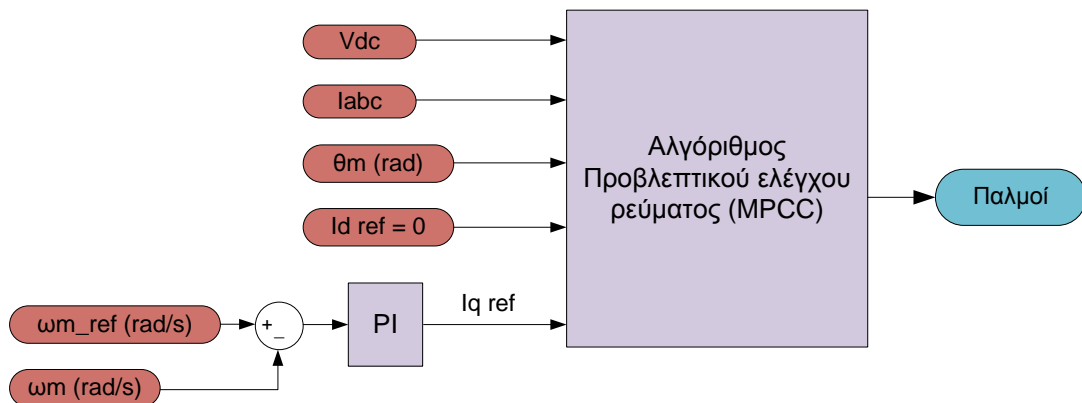 Vdc
Iabc
θm (rad)
Id ref = 0
ωm_ref (rad/s)
ωm (rad/s)
+
_
PI
Iq ref
Αλγόριθμος
Προβλεπτικού ελέγχου
ρεύματος (MPCC)
Παλμοί